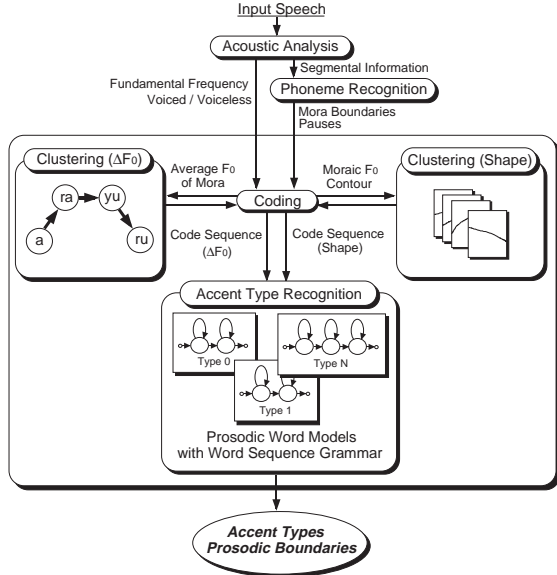 Input Speech
Acoustic Analysis
Segmental Information
Fundamental Frequency
Voiced / Voiceless
Phoneme Recognition
Mora Boundaries
Pauses
Clustering (ΔF0)
ra
yu
a
ru
Average F0
of Mora
Moraic F0
Contour
Clustering (Shape)
Coding
Code Sequence
(ΔF0)
Code Sequence
(Shape)
Accent Type Recognition
Type 0
Type N
Type 1
Prosodic Word Models
with Word Sequence Grammar
Accent Types
Prosodic Boundaries